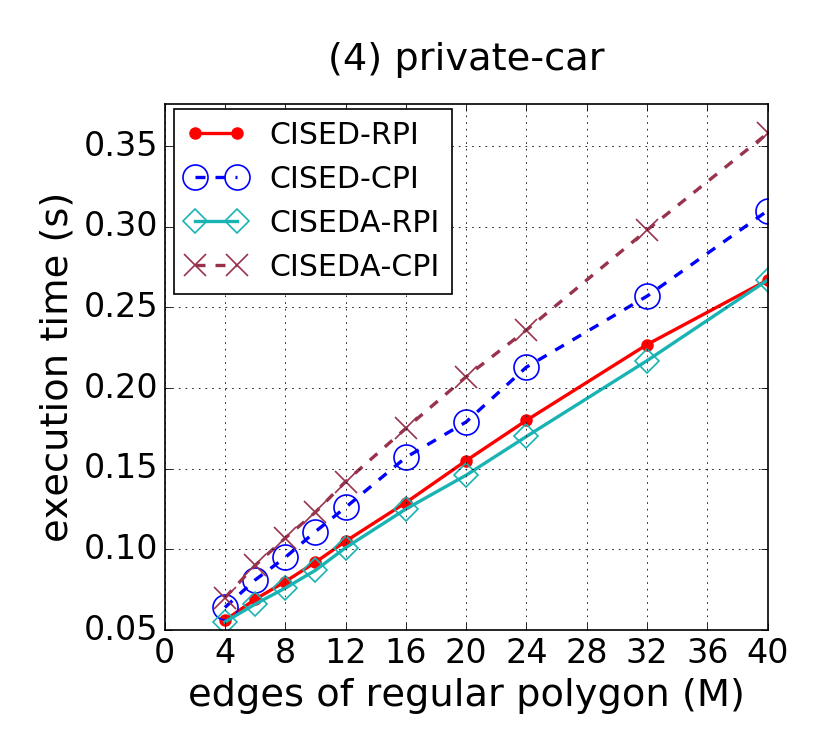 (4) private-car
CISED-RPI
CISED-CPI
CISEDA-RPI
CISEDA-CPI
execution time (s)
0.35
0.30
0.25
0.20
0.15
0.10
0.05
0 4 8 12 16 20 24 28 32 36 40
edges of regular polygon (M)